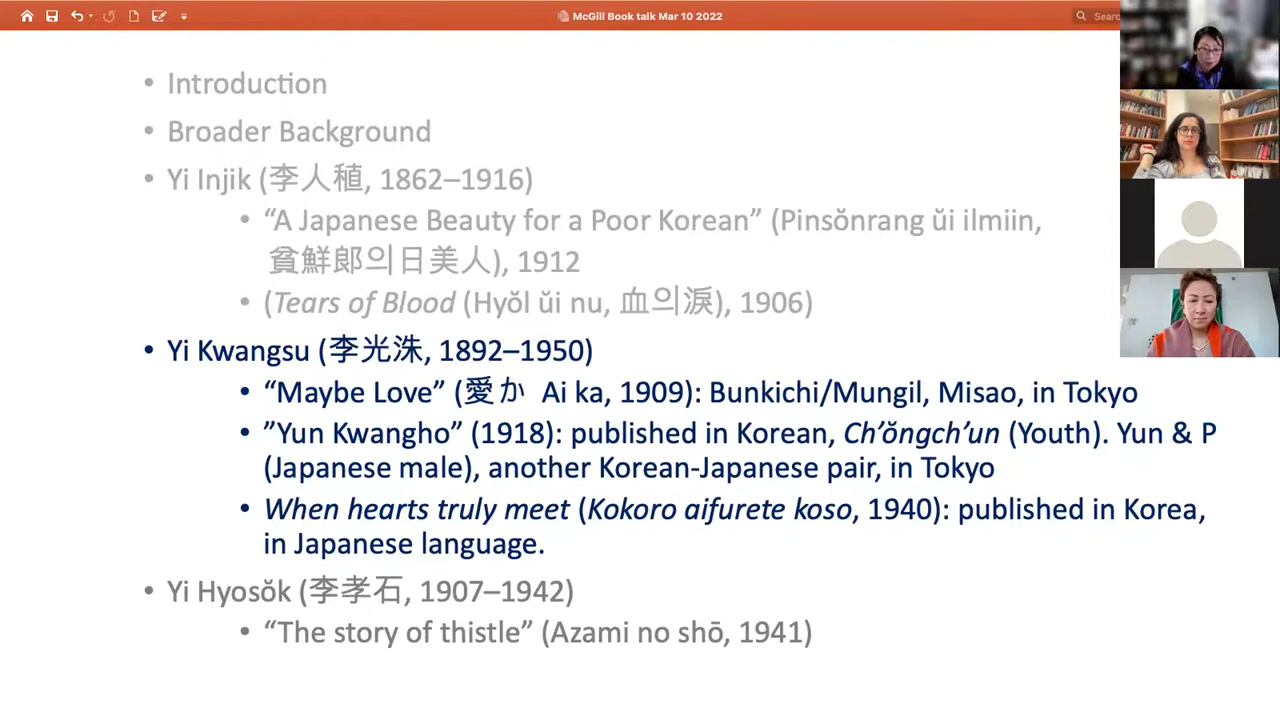 McGill Book talk Mar 10 2022
Searc
• Introduction
• Broader Background
• Yi Injik (李人稙, 1862–1916)
• “A Japanese Beauty for a Poor Korean” (Pinsŏnrang ŭi ilmiin,
貧鮮郎의日美人), 1912
• (Tears of Blood (Hyŏl ŭi nu, 血의淚), 1906)
• Yi Kwangsu (李光洙, 1892–1950)
• “Maybe Love” (愛か Ai ka, 1909): Bunkichi/Mungil, Misao, in Tokyo
• ”Yun Kwangho” (1918): published in Korean, Ch’ŏngch’un (Youth). Yun & P
(Japanese male), another Korean-Japanese pair, in Tokyo
• When hearts truly meet (Kokoro aifurete koso, 1940): published in Korea,
in Japanese language.
• Yi Hyosŏk (李孝石, 1907–1942)
• “The story of thistle” (Azami no shō, 1941)